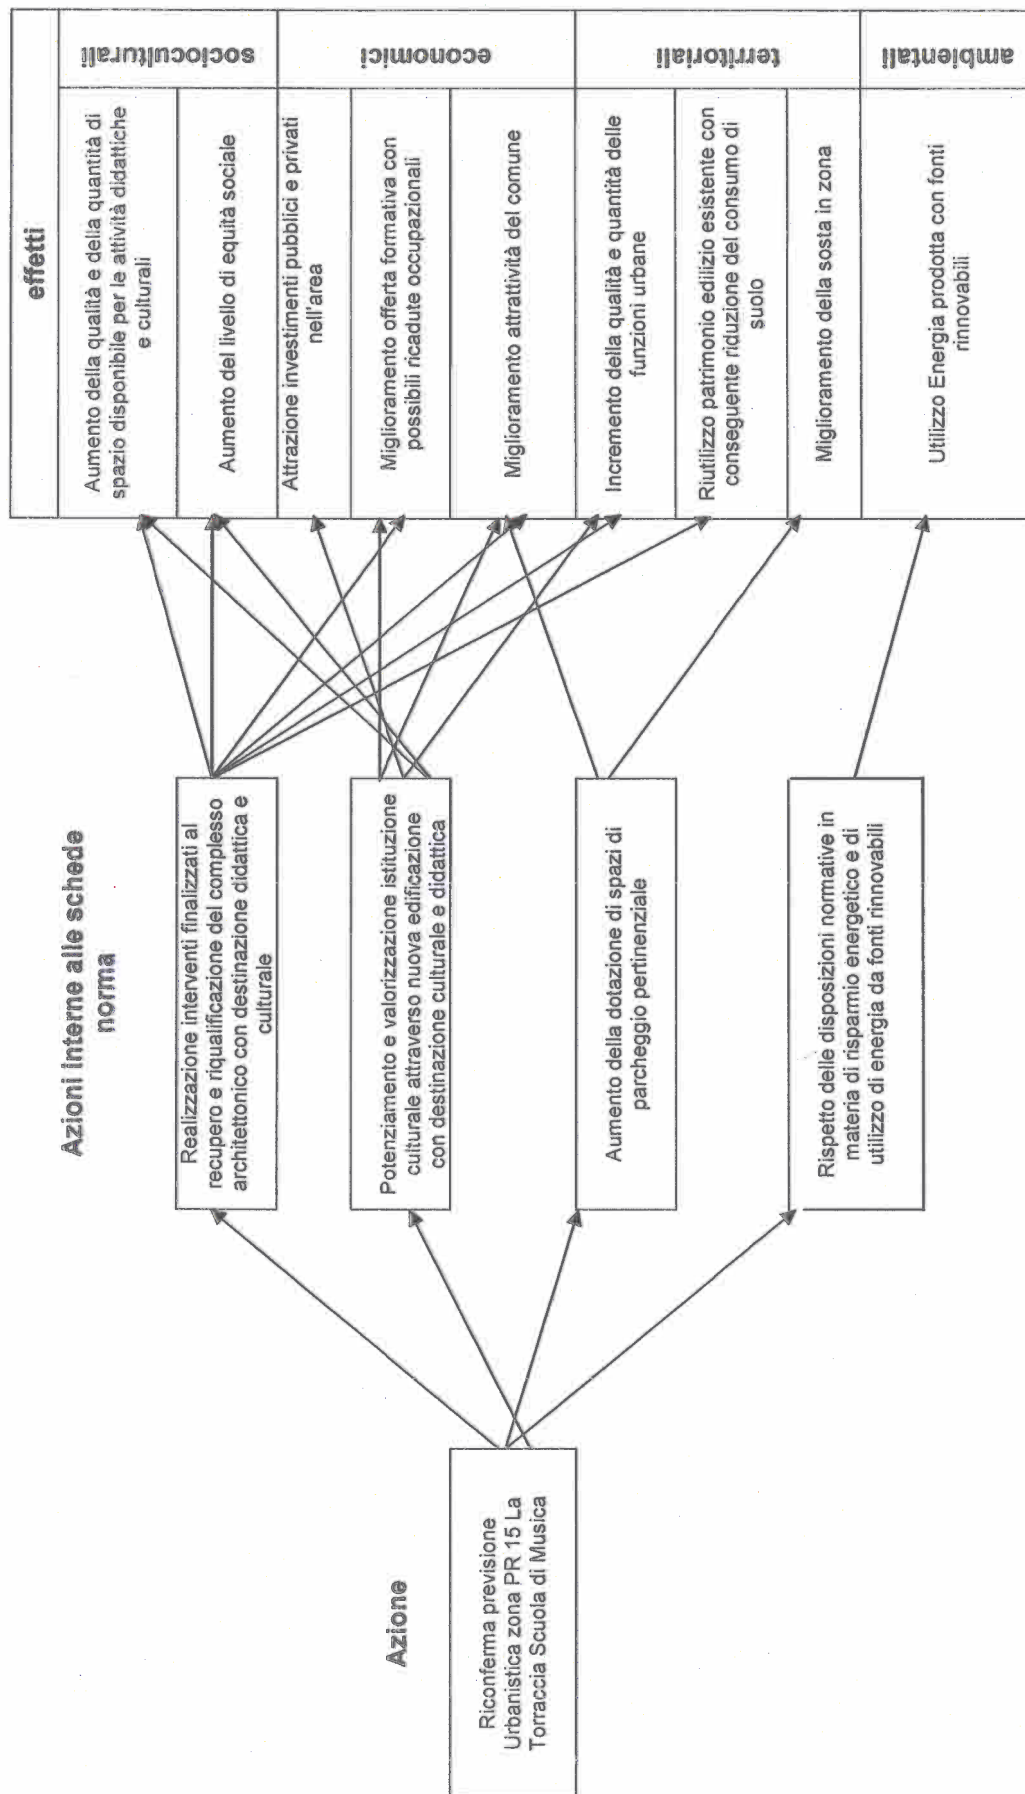 Azione
Riconferma previsione
Urbanistica zona PR 15 La
Torraccia Scuola di Musica
Azioni interne alle schede
norma
Realizzazione interventi finalizzati al
recupero e riqualificazione del complesso
architettonico con destinazione didattica e
culturale
Potenziamento e valorizzazione istituzione
culturale attraverso nuova edificazione
con destinazione culturale e didattica
Aumento della dotazione di spazi di
parcheggio pertinenziale
Rispetto delle disposizioni normative in
materia di risparmio energetico e di
utilizzo di energia da fonti rinnovabili
effetti
Aumento della qualità e della quantità di
spazio disponibile per le attività didattiche
e culturali
Aumento del livello di equità sociale
socioculturali
Attrazione investimenti pubblici e privati
nell'area
Miglioramento offerta formativa con
possibili ricadute occupazionali
Miglioramento attrattività del comune
economici
Incremento della qualità e quantità delle
funzioni urbane
Riutilizzo patrimonio edilizio esistente con
conseguente riduzione del consumo di
suolo
Miglioramento della sosta in zona
territoriali
Utilizzo Energia prodotta con fonti
rinnovabili
ambientali